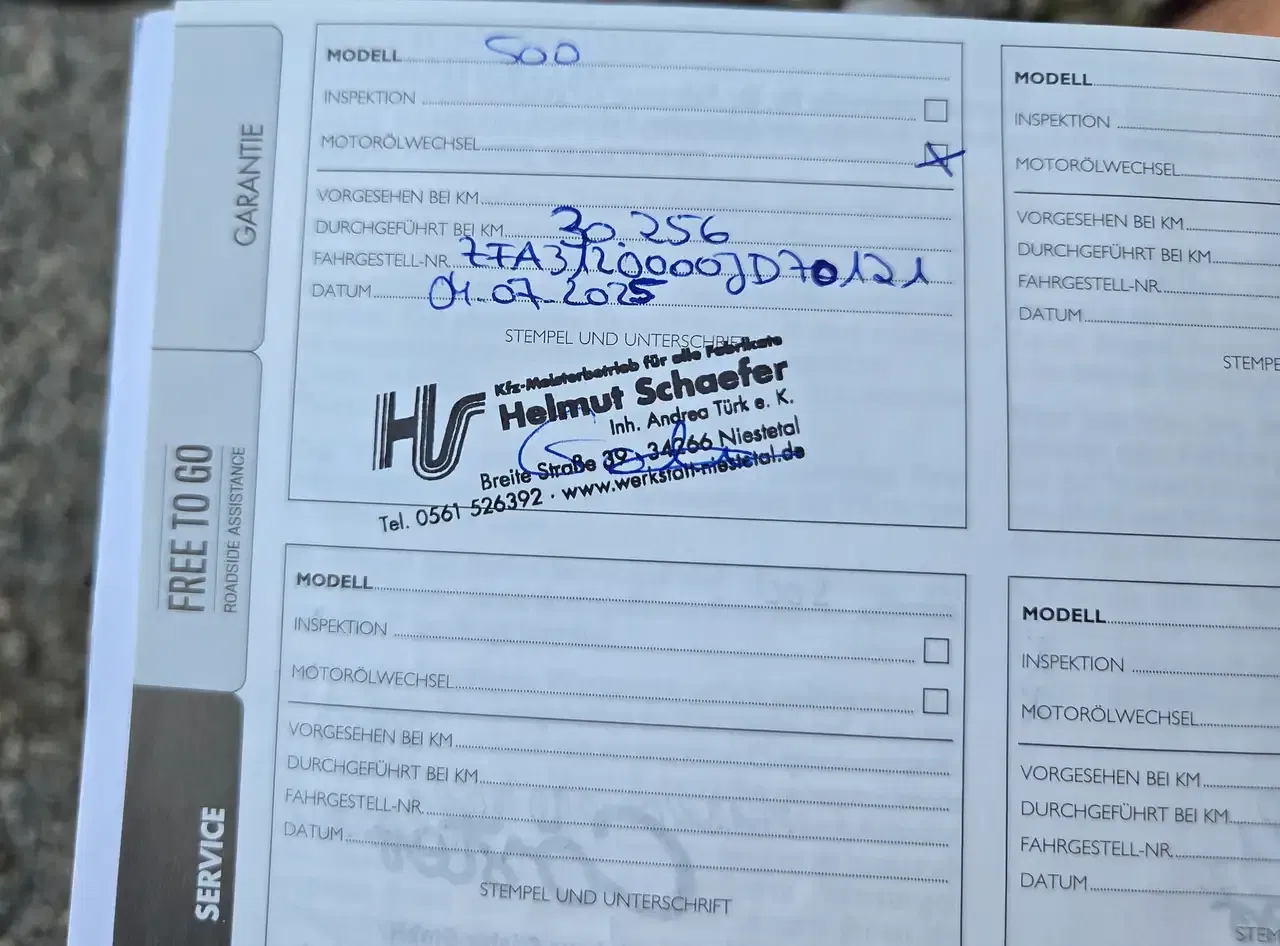 GARANTIE
FREE TO GO
ROADSIDE ASSISTANCE
SERVICE
MODELL 500
INSPEKTION
MOTORÖLWECHSEL
VORGESEHEN BEI KM
DURCHGEFÜHRT BEI KM 30.256
FAHRGESTELL-NR. ZFA3120000JD70121
DATUM 01.07.2025
STEMPEL UND UNTERSCHRIFT
HS
Kfz-Meisterbetrieb für alle Fabrikate
Helmut Schaefer
Inh. Andrea Türk e. K.
Breite Straße 39 · 34266 Niestetal
Tel. 0561 526392 · www.werkstatt-niestetal.de
MODELL
INSPEKTION
MOTORÖLWECHSEL
VORGESEHEN BEI KM
DURCHGEFÜHRT BEI KM
FAHRGESTELL-NR.
DATUM
STEMPE
MODELL
INSPEKTION
MOTORÖLWECHSEL
VORGESEHEN BEI KM
DURCHGEFÜHRT BEI KM
FAHRGESTELL-NR.
DATUM
STEMPEL UND UNTERSCHRIFT
MODELL
INSPEKTION
MOTORÖLWECHSEL
VORGESEHEN BEI KM
DURCHGEFÜHRT BEI KM
FAHRGESTELL-NR.
DATUM
STEM